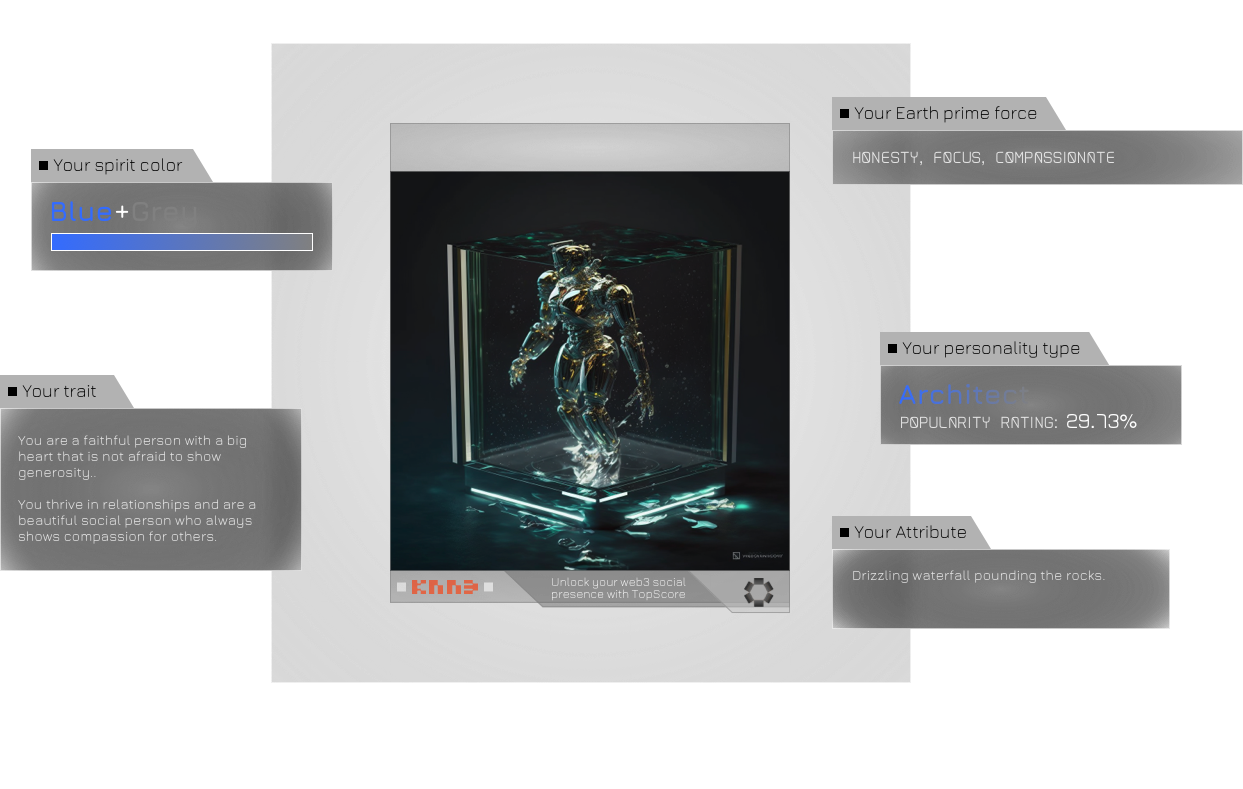 Your Earth prime force
HONESTY, FOCUS, COMPASSIONATE
Your spirit color
Blue+Grey
Your personality type
Architect
POPULARITY RATING: 29.73%
Your trait
You are a faithful person with a big
heart that is not afraid to show
generosity..
You thrive in relationships and are a
beautiful social person who always
shows compassion for others.
Your Attribute
Drizzling waterfall pounding the rocks.
KNN3
Unlock your web3 social
presence with TopScore